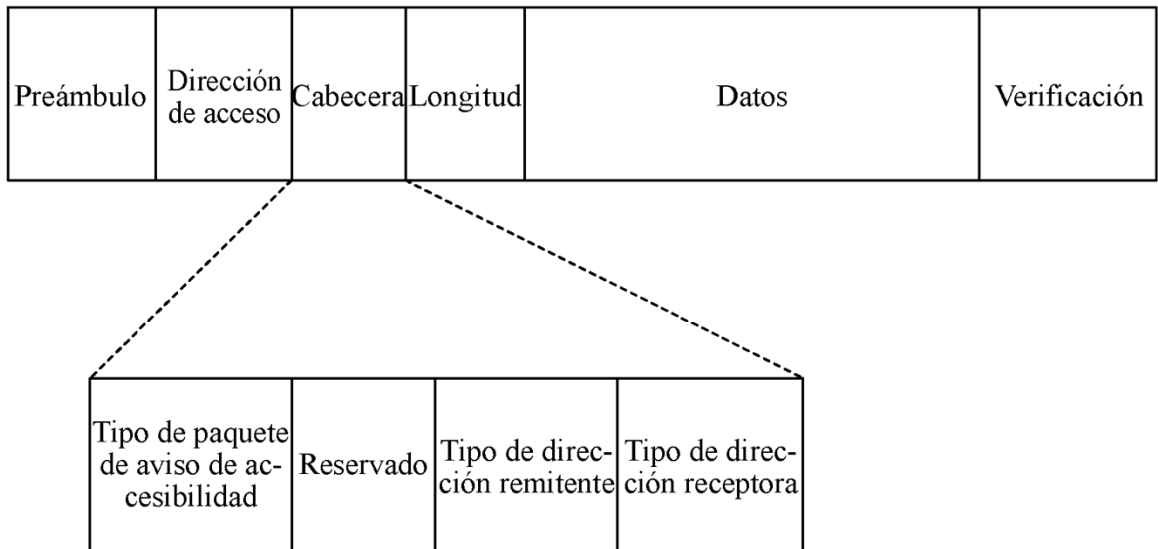 Preámbulo
Dirección
de acceso
Cabecera
Longitud
Datos
Verificación
Tipo de paquete
de aviso de ac-
cesibilidad
Reservado
Tipo de direc-
ción remitente
Tipo de direc-
ción receptora